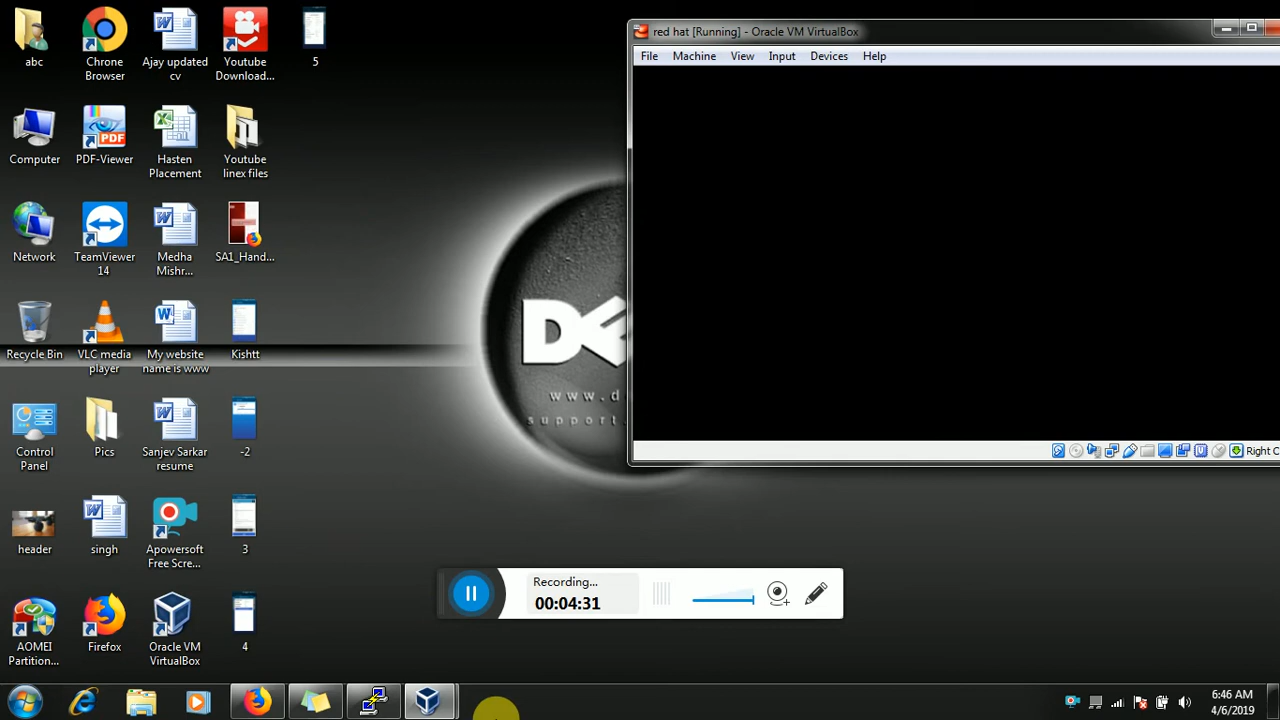 abc
Chrome
Browser
Ajay updated
cv
Youtube
Download...
5
Computer
PDF
PDF-Viewer
Hasten
Placement
Youtube
linex files
Network
TeamViewer
14
Medha
Mishr...
SA1_Hand...
Recycle Bin
VLC media
player
My website
name is www
Kishtt
Control
Panel
Pics
Sanjev Sarkar
resume
-2
header
singh
Apowersoft
Free Scre...
3
AOMEI
Partition...
Firefox
Oracle VM
VirtualBox
4
red hat [Running] - Oracle VM VirtualBox
File Machine View Input Devices Help
Right C
www.d
support
Recording...
00:04:31
6:46 AM
4/6/2019